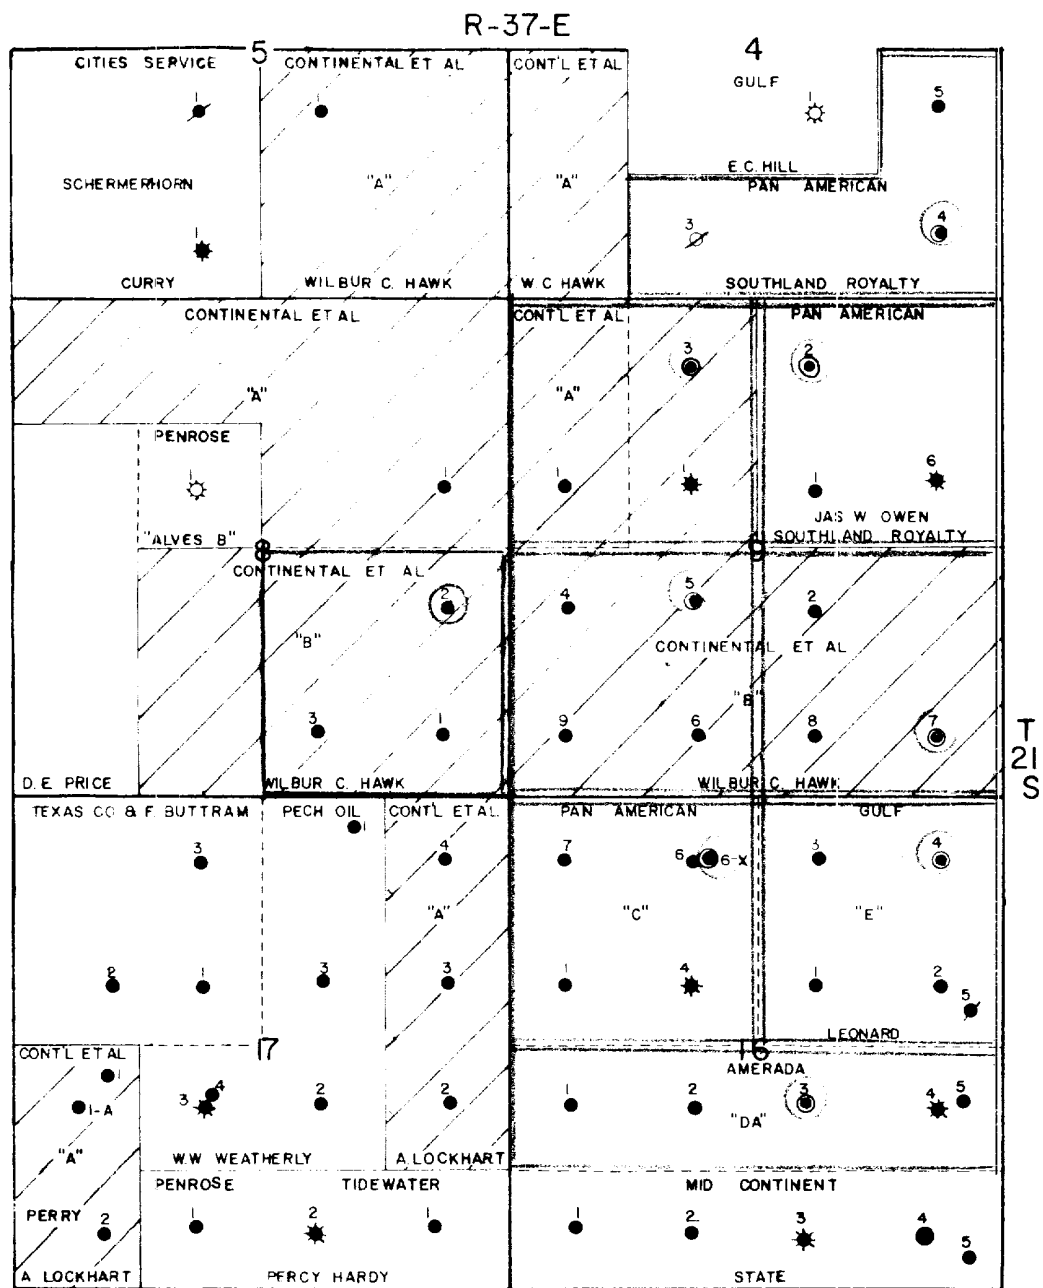 R-37-E
5 4
CITIES SERVICE CONTINENTAL ET AL CONT'L ET AL GULF
1 1 1 5
SCHERMERHORN "A" "A" E.C. HILL
PAN AMERICAN
1 3 4
CURRY WILBUR C. HAWK W.C HAWK SOUTHLAND ROYALTY
CONTINENTAL ET AL CONT'L ET AL PAN AMERICAN
3 2
"A" "A"
PENROSE
1 1 1 1 1 6
JAS W OWEN
"ALVES B" 8 9 SOUTHLAND ROYALTY
CONTINENTAL ET AL
2 4 5 2
"B" CONTINENTAL ET AL
"B"
3 1 9 6 8 7
D.E. PRICE WILBUR C. HAWK WILBUR C. HAWK
T
21
S
TEXAS CO & F. BUTTRAM PECH OIL CONT'L ET AL. PAN AMERICAN GULF
1
3 4 7 6 6-X 3 4
"A" "C" "E"
2 1 3 3 1 4 1 2
5
LEONARD
CONT'L ET AL 17 16
AMERADA
1
1-A 3 4 2 2 1 2 3 4 5
"DA"
"A" W.W WEATHERLY A. LOCKHART
PENROSE TIDEWATER MID CONTINENT
PERRY
2 1 2 1 1 2 3 4
5
A. LOCKHART PERCY HARDY STATE